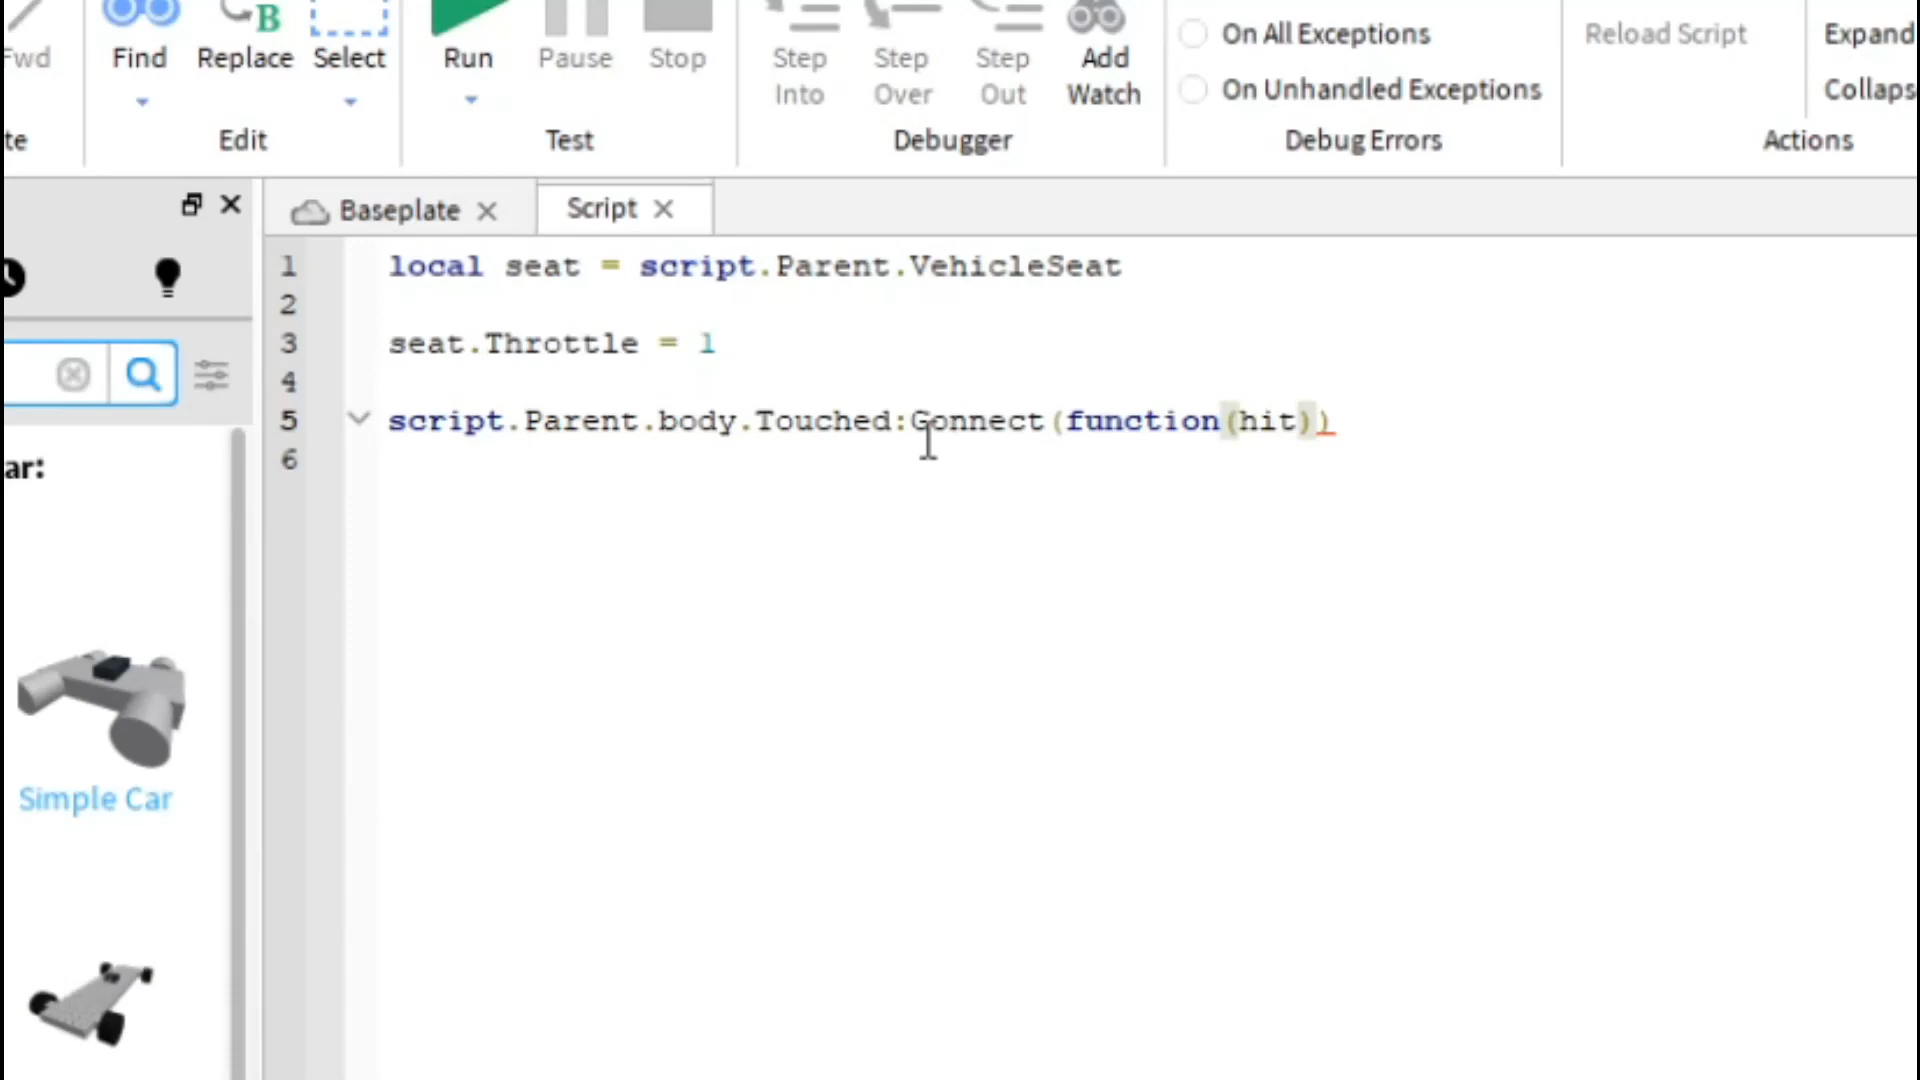 Fwd
Find
Replace
Select
Run
Pause
Stop
Step Into
Step Over
Step Out
Add Watch
On All Exceptions
On Unhandled Exceptions
Reload Script
Expand
Collaps
te
Edit
Test
Debugger
Debug Errors
Actions
Baseplate
Script
1 local seat = script.Parent.VehicleSeat
2
3 seat.Throttle = 1
4
5 script.Parent.body.Touched:Connect(function(hit))
6
ar:
Simple Car